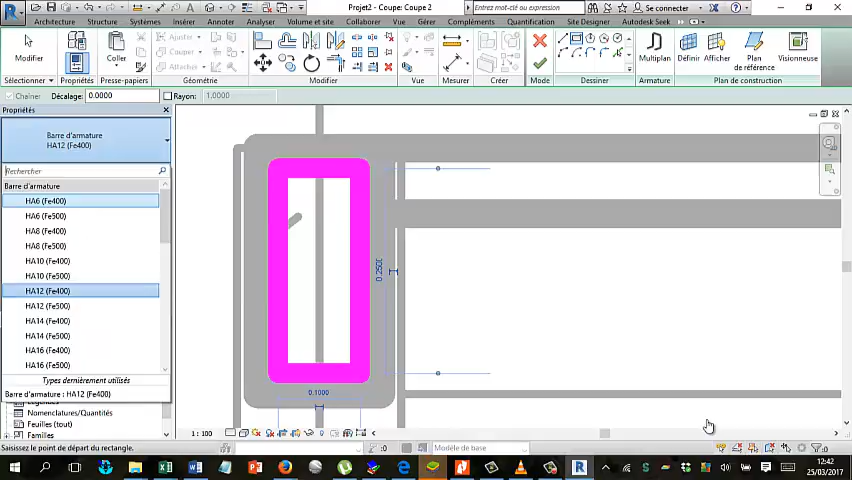 Projet2 - Coupe: Coupe 2
Entrez mot-clé ou expression
Se connecter
Architecture Structure Systèmes Insérer Annoter Analyser Volume et site Collaborer Vue Gérer Compléments Quantification Site Designer Autodesk Seek
Ajuster
Couper
Attacher
Modifier Propriétés Coller Mesurer Multiplan Définir Afficher Plan de référence
Sélectionner Presse-papiers Géométrie Modifier Vue Mesurer Créer Mode Dessiner Armature Plan de construction
Chaîner Décalage: 0.0000 Rayon: 1.0000
Propriétés
Barre d'armature
HA12 (Fe400)
Rechercher
Barre d'armature
HA6 (Fe400)
HA6 (Fe500)
HA8 (Fe400)
HA8 (Fe500)
HA10 (Fe400)
HA10 (Fe500)
HA12 (Fe400)
HA12 (Fe500)
HA14 (Fe400)
HA14 (Fe500)
HA16 (Fe400)
HA16 (Fe500)
Types dernièrement utilisés
Barre d'armature : HA12 (Fe400)
Nomenclatures/Quantités
Feuilles (tout)
Familles
0.2500
0.1000
1 : 100
Saisissez le point de départ du rectangle.
:0
Modèle de base
:0
12:42
25/03/2017